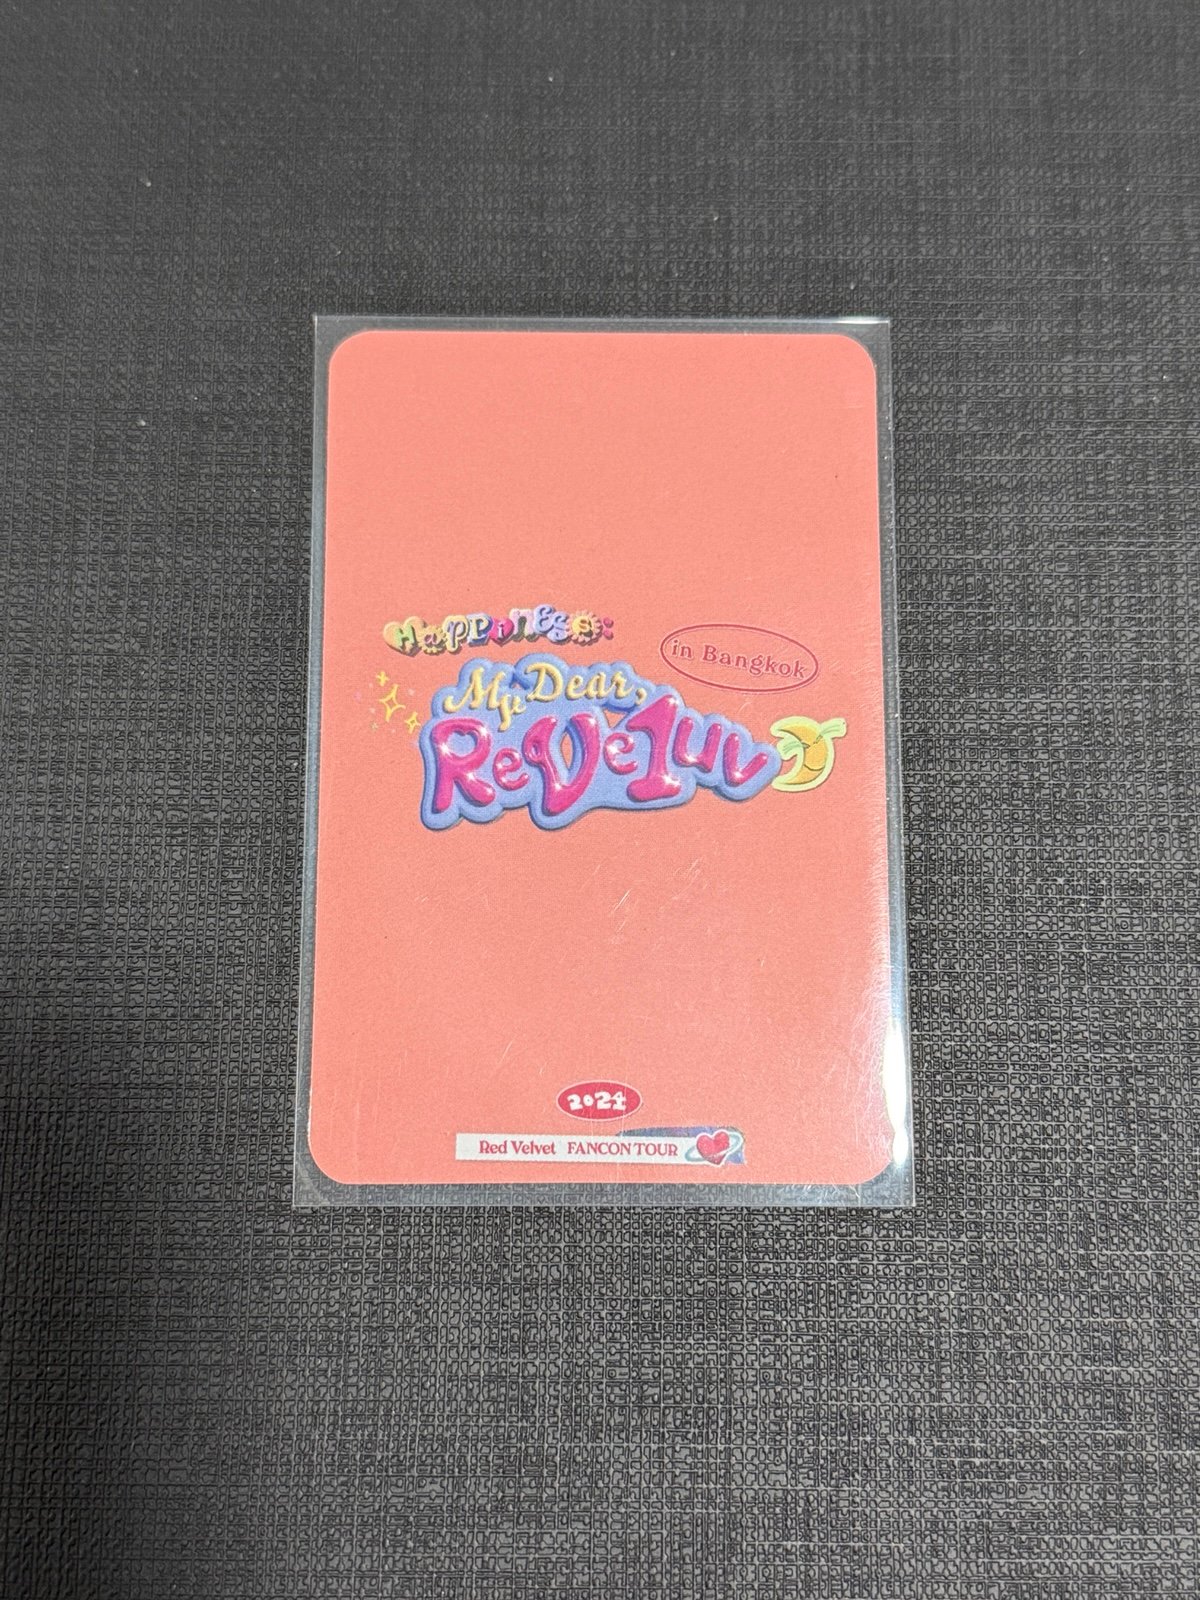 Happiness:
My Dear,
ReVe1uv
in Bangkok
2024
Red Velvet FANCON TOUR